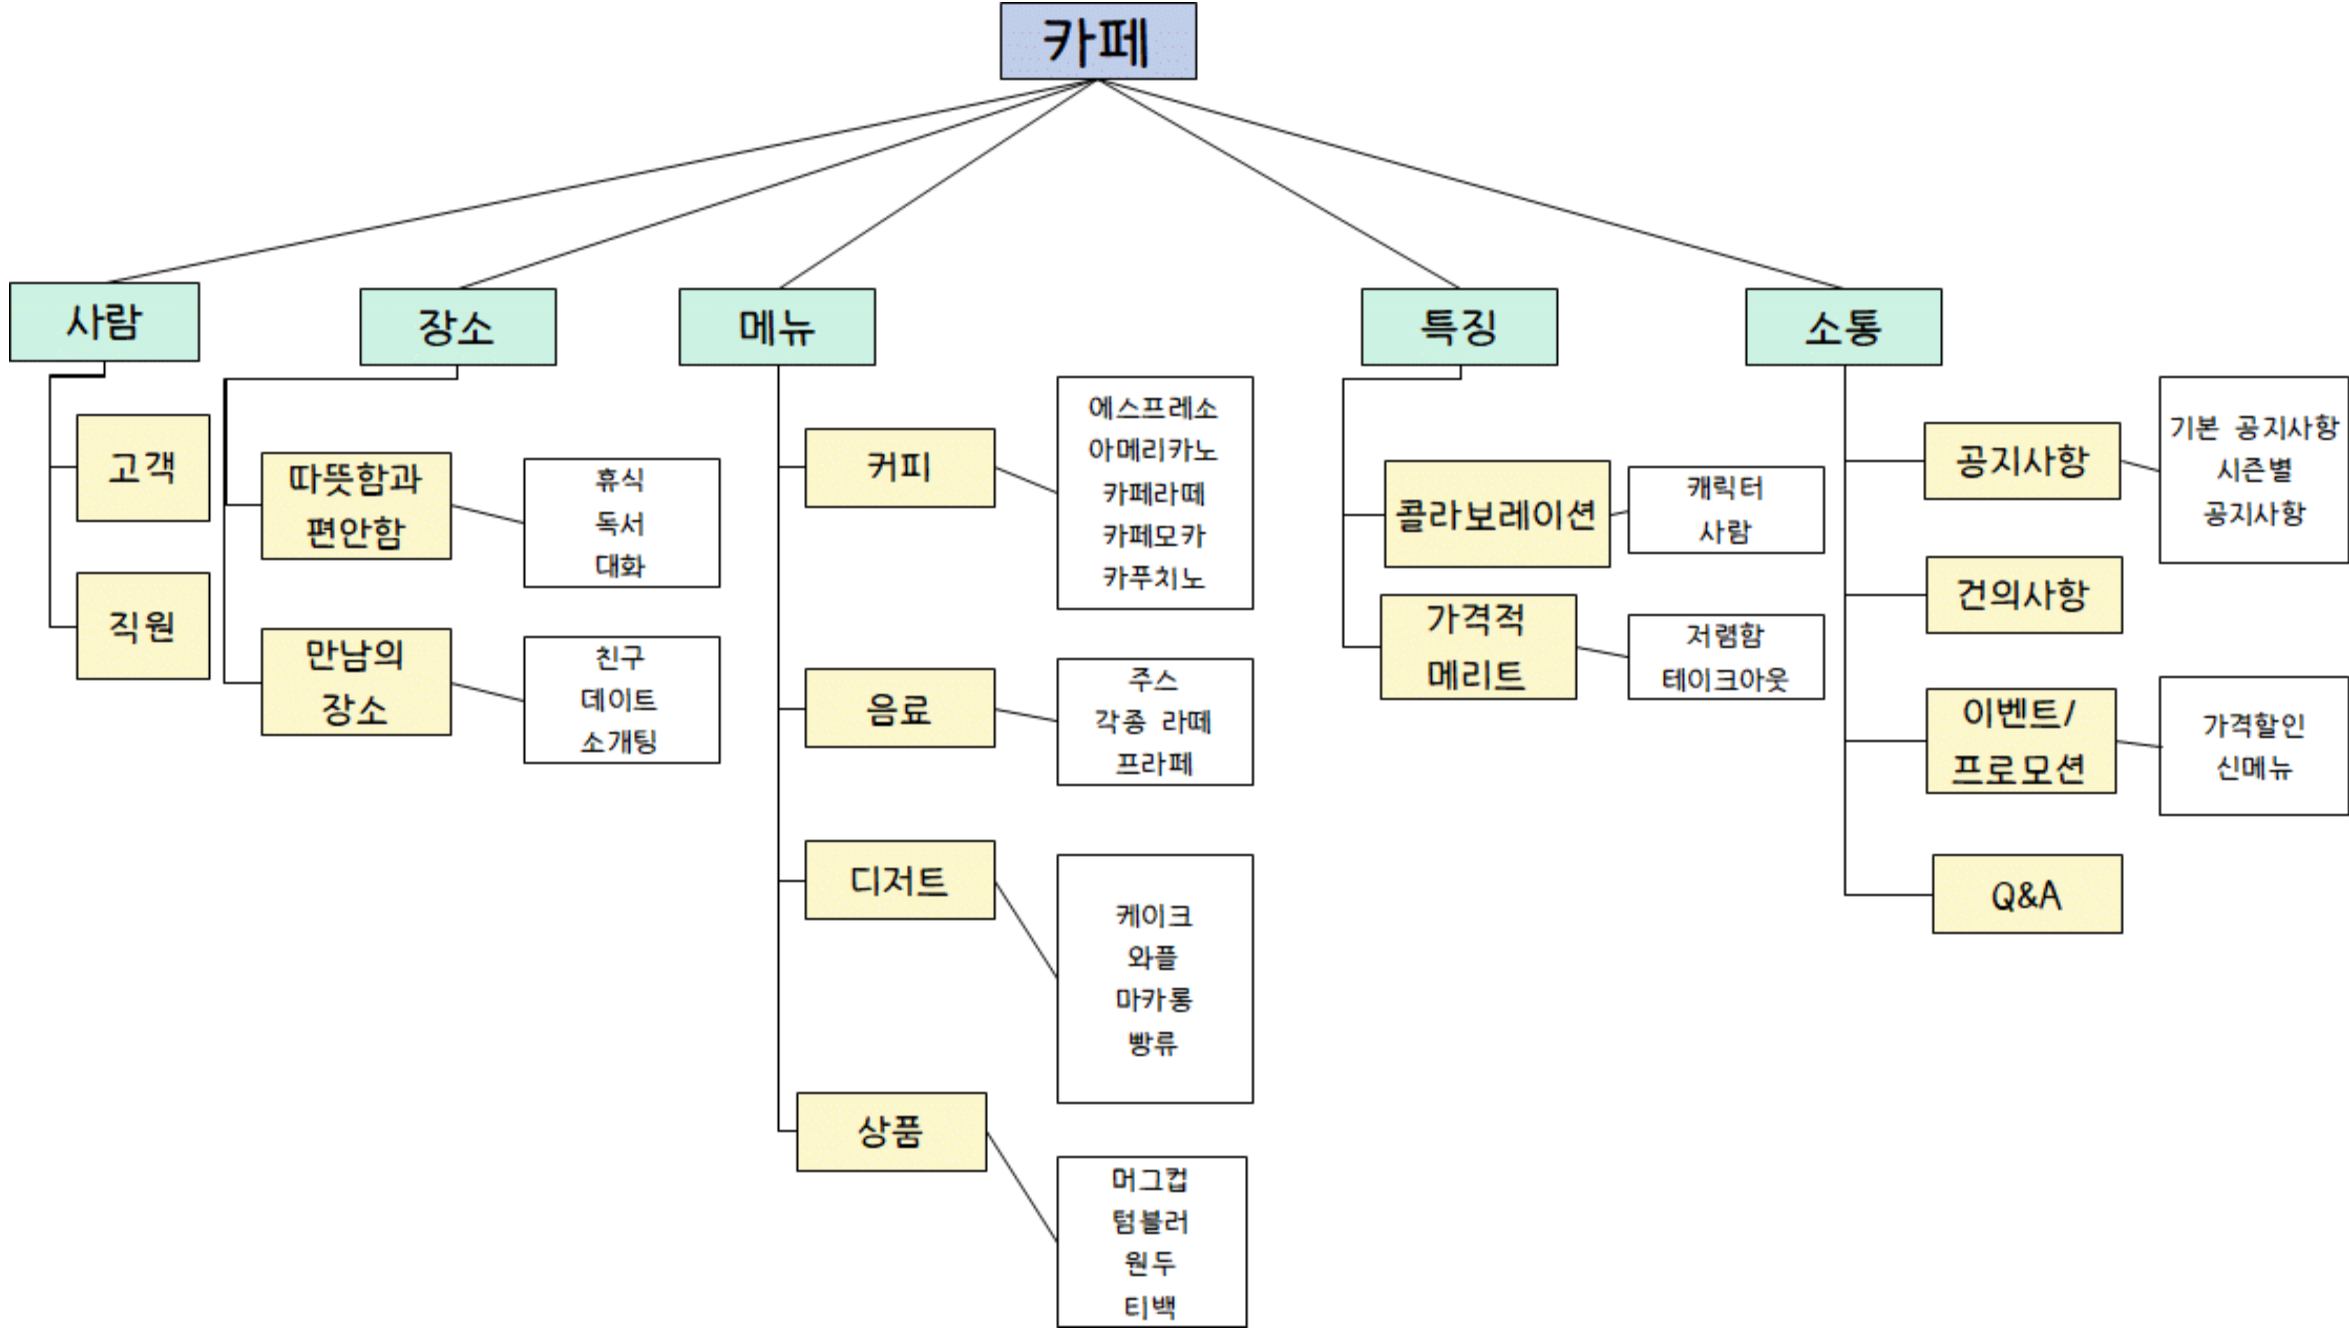 카페
사람
고객
직원
장소
따뜻함과
편안함
휴식
독서
대화
만남의
장소
친구
데이트
소개팅
메뉴
커피
에스프레소
아메리카노
카페라떼
카페모카
카푸치노
음료
주스
각종 라떼
프라페
디저트
케이크
와플
마카롱
빵류
상품
머그컵
텀블러
원두
티백
특징
콜라보레이션
캐릭터
사람
가격적
메리트
저렴함
테이크아웃
소통
공지사항
기본 공지사항
시즌별
공지사항
건의사항
이벤트/
프로모션
가격할인
신메뉴
Q&A